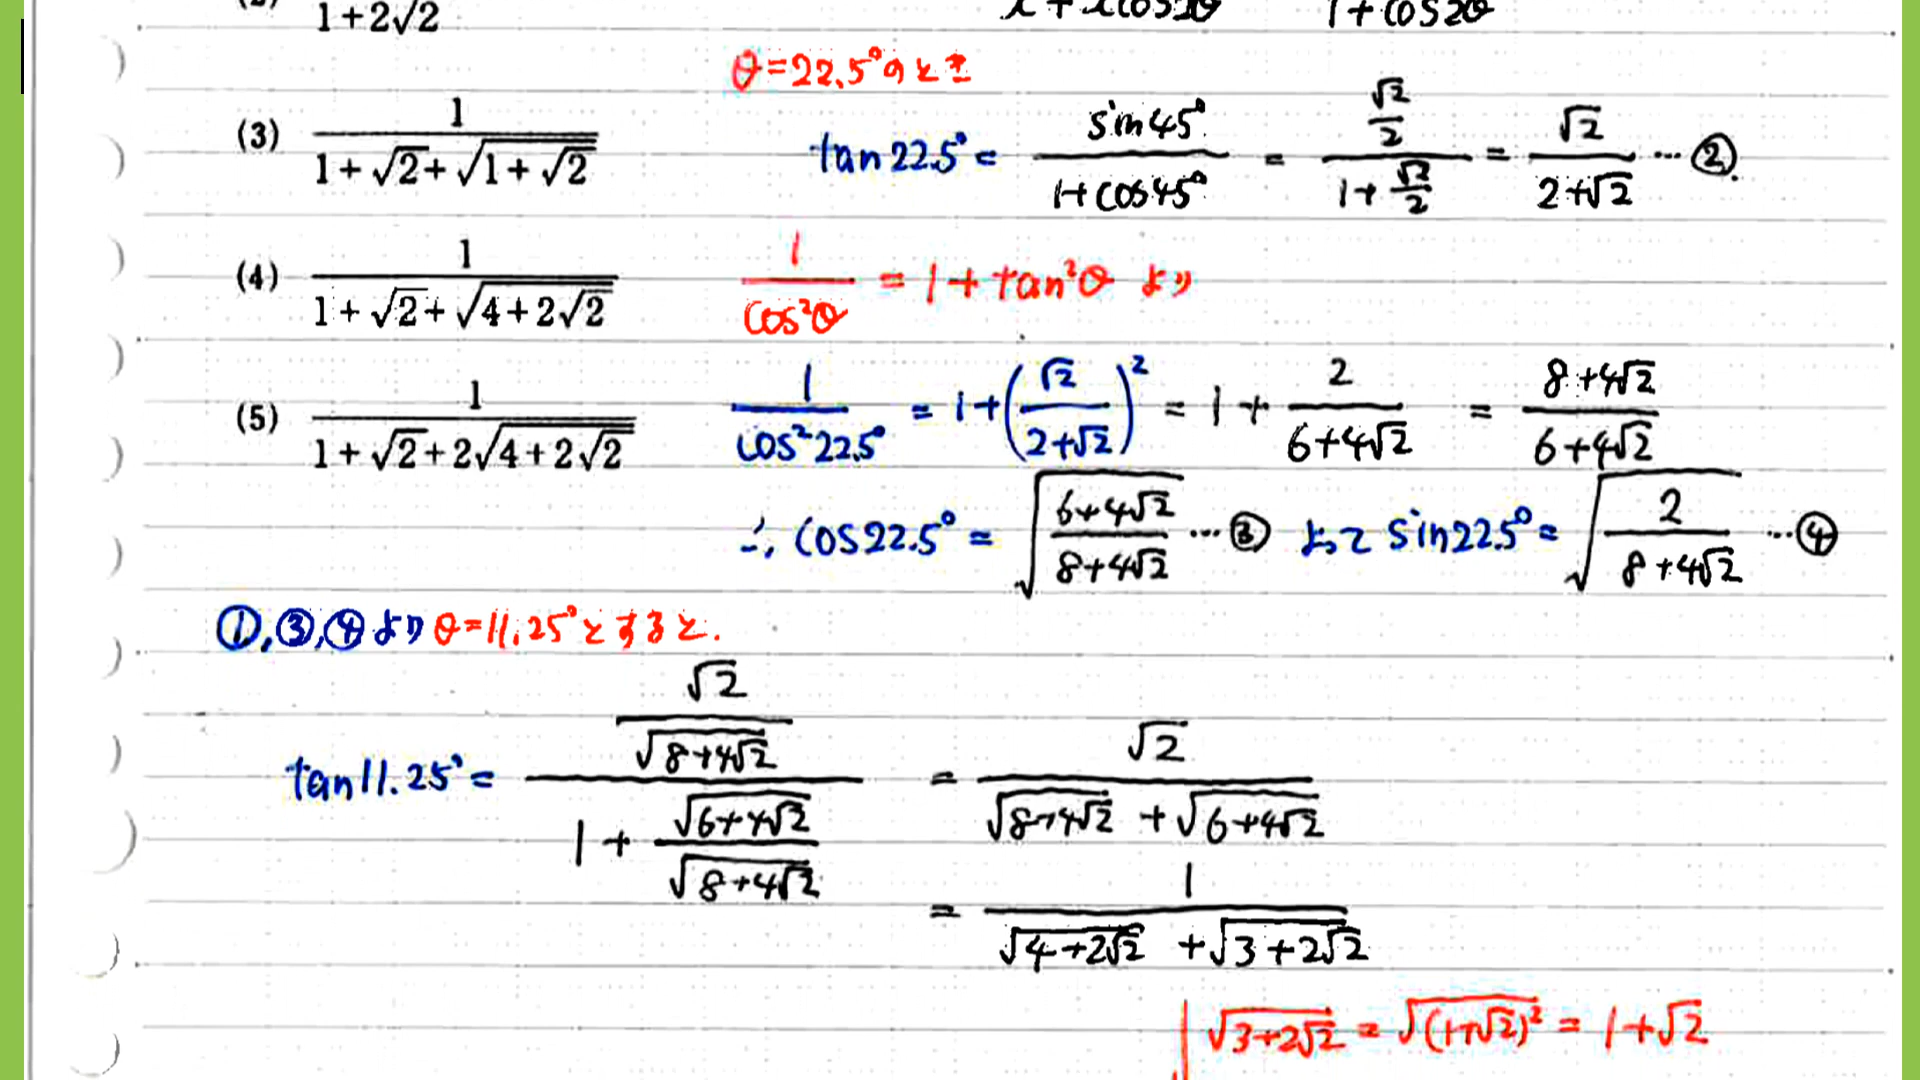 1+2√2
1+cos2θ
θ=22.5°のとき
(3) 1/(1+√2+√(1+√2))
tan22.5°= sin45°/(1+cos45°) = (√2/2)/(1+√2/2) = √2/(2+√2) …②
(4) 1/(1+√2+√(4+2√2))
1/cos²θ = 1+tan²θ より
(5) 1/(1+√2+2√(4+2√2))
1/cos²22.5° = 1+(√2/(2+√2))² = 1+2/(6+4√2) = (8+4√2)/(6+4√2)
∴ cos22.5°= √((6+4√2)/(8+4√2)) …③ よって sin22.5°= √(2/(8+4√2)) …④
①,③,④より θ=11.25°とすると.
tan11.25°= (√2/√(8+4√2))/(1+√(6+4√2)/√(8+4√2)) = √2/(√(8+4√2)+√(6+4√2))
= 1/(√(4+2√2)+√(3+2√2))
√(3+2√2) = √((1+√2)²) = 1+√2